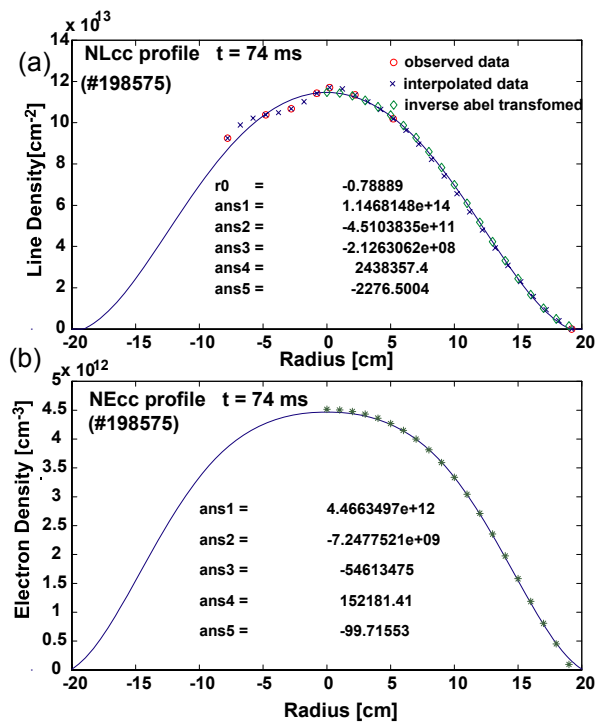 x 10^13
(a)
NLcc profile t = 74 ms
(#198575)
observed data
interpolated data
inverse abel transfomed
14
12
10
8
6
4
2
0
Line Density[cm^-2]
r0 = -0.78889
ans1 = 1.1468148e+14
ans2 = -4.5103835e+11
ans3 = -2.1263062e+08
ans4 = 2438357.4
ans5 = -2276.5004
-20 -15 -10 -5 0 5 10 15 20
Radius [cm]
x 10^12
(b)
NEcc profile t = 74 ms
(#198575)
5
4.5
4
3.5
3
2.5
2
1.5
1
0.5
0
Electron Density [cm^-3]
ans1 = 4.4663497e+12
ans2 = -7.2477521e+09
ans3 = -54613475
ans4 = 152181.41
ans5 = -99.71553
-20 -15 -10 -5 0 5 10 15 20
Radius [cm]